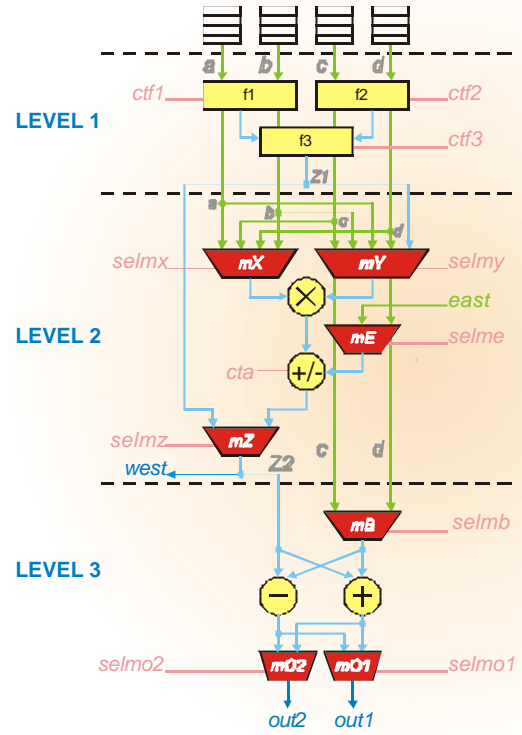 a b c d
ctf1 f1 f2 ctf2
LEVEL 1
f3 ctf3
Z1
a
b
c
d
selmx mX mY selmy
×
east
LEVEL 2
mE selme
cta +/-
selmz mZ
west Z2 c d
mB selmb
LEVEL 3
− +
selmo2 mO2 mO1 selmo1
out2 out1